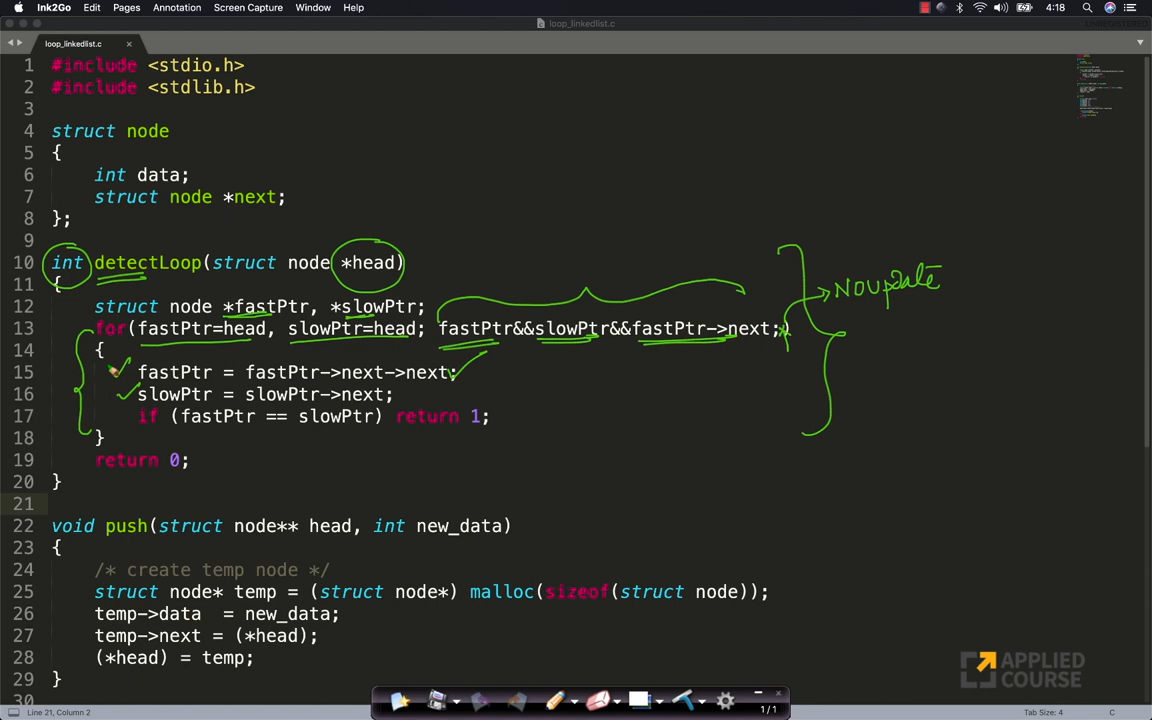 Ink2Go Edit Pages Annotation Screen Capture Window Help 4:18
loop_linkedlist.c UNREGISTERED
loop_linkedlist.c ×
1 #include <stdio.h>
2 #include <stdlib.h>
3
4 struct node
5 {
6 int data;
7 struct node *next;
8 };
9
10 int detectLoop(struct node *head)
11 {
12 struct node *fastPtr, *slowPtr;
13 for(fastPtr=head, slowPtr=head; fastPtr&&slowPtr&&fastPtr->next;)
No update
14 {
15 fastPtr = fastPtr->next->next;
16 slowPtr = slowPtr->next;
17 if (fastPtr == slowPtr) return 1;
18 }
19 return 0;
20 }
21
22 void push(struct node** head, int new_data)
23 {
24 /* create temp node */
25 struct node* temp = (struct node*) malloc(sizeof(struct node));
26 temp->data = new_data;
27 temp->next = (*head);
28 (*head) = temp;
29 }
30
APPLIED
COURSE
1/1
Line 21, Column 2 Tab Size: 4 C